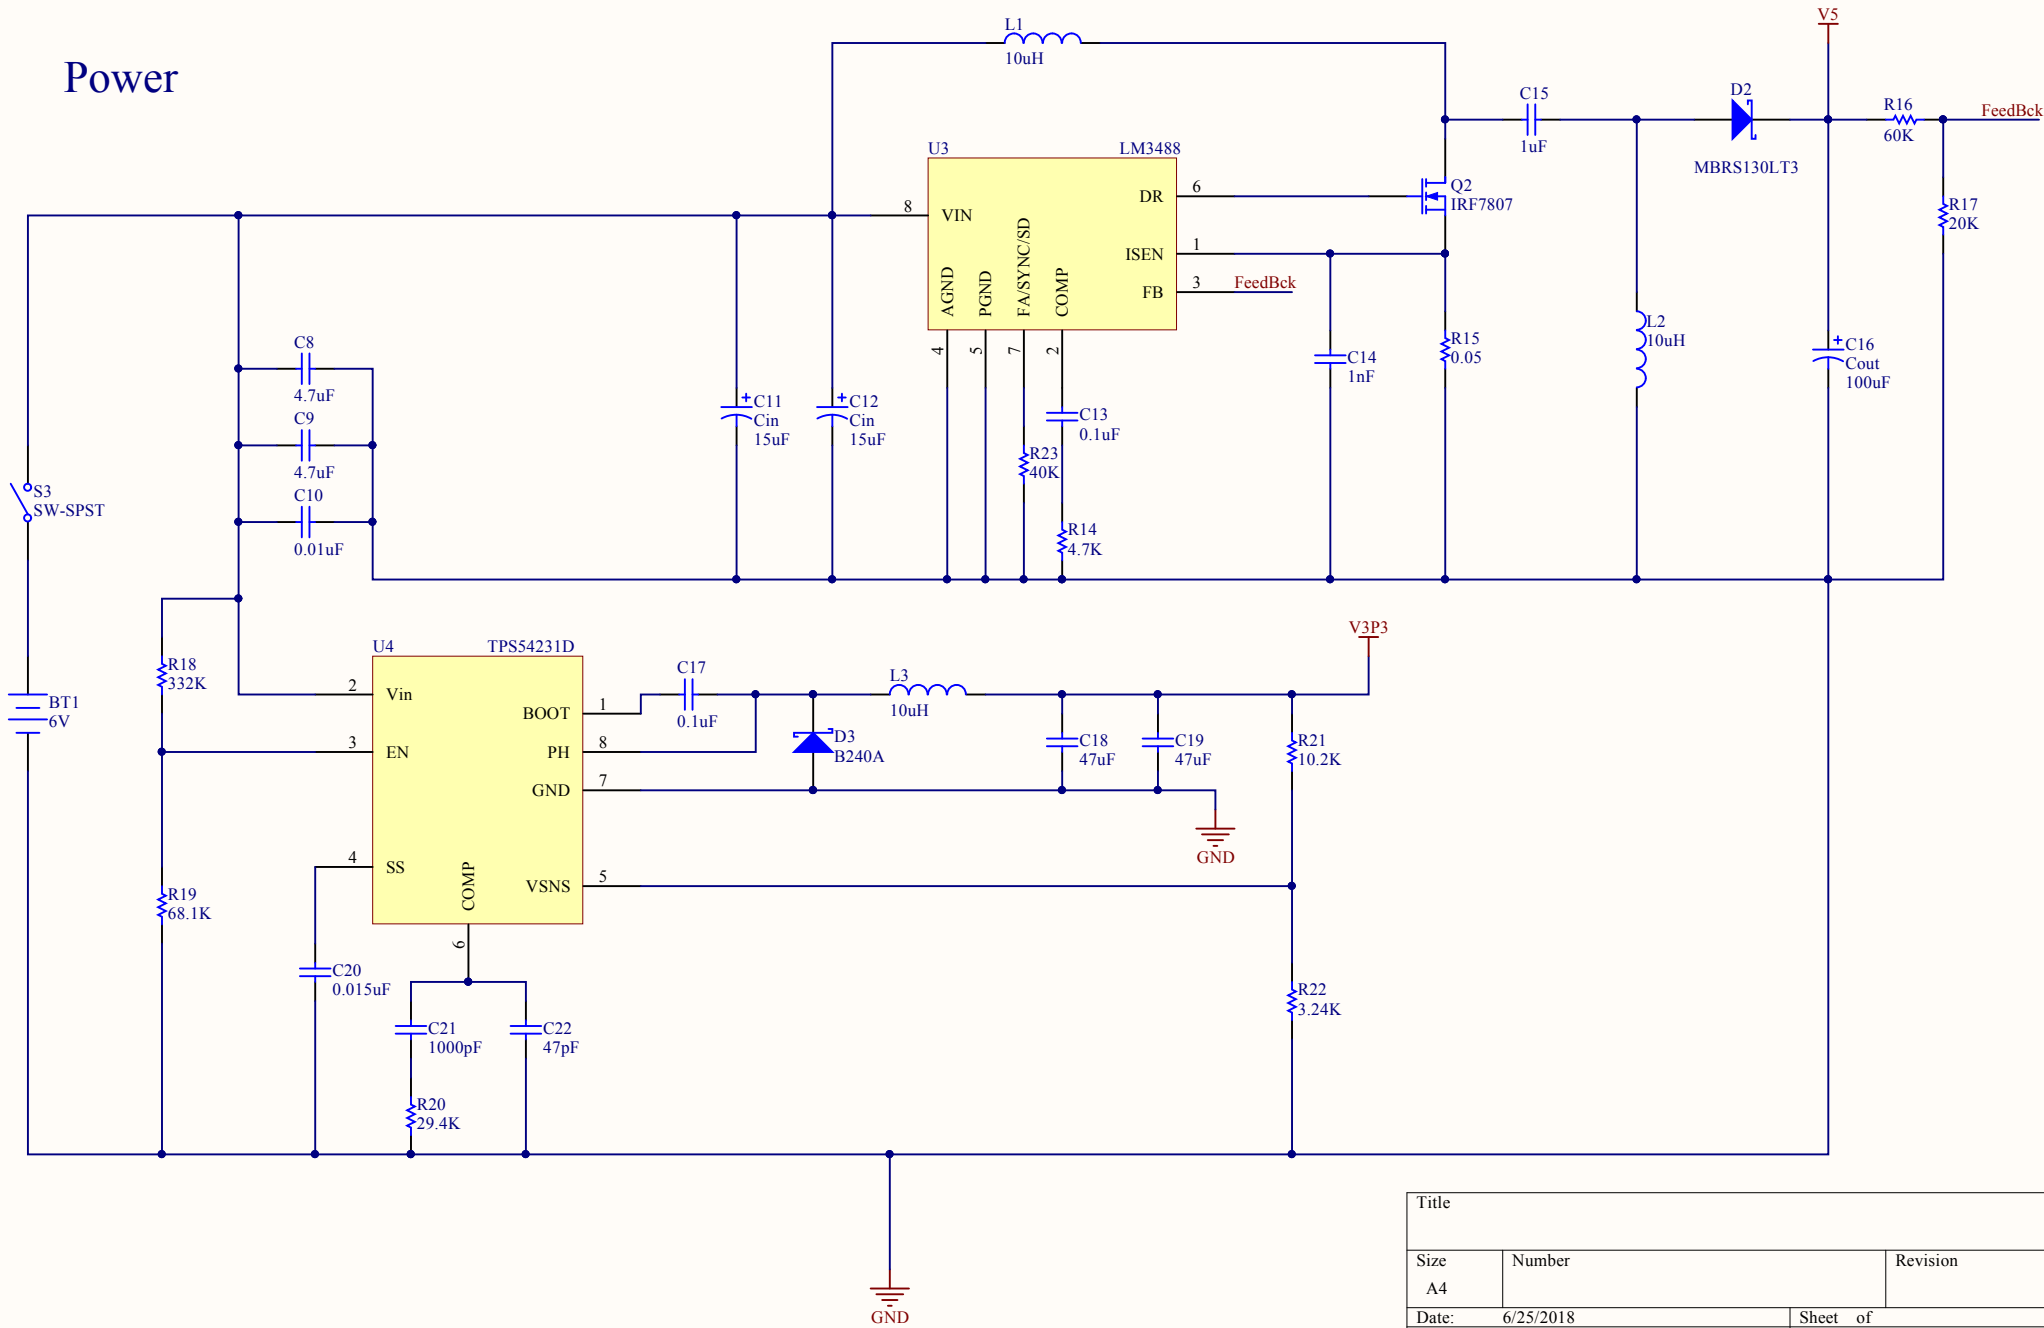 Power
L1
10uH
V5
C15
1uF
D2
MBRS130LT3
R16
60K
FeedBck
R17
20K
U3
LM3488
8
VIN
DR
6
ISEN
1
FB
3
FeedBck
AGND
PGND
FA/SYNC/SD
COMP
4
5
7
2
Q2
IRF7807
R15
0.05
C14
1nF
L2
10uH
C16
Cout
100uF
C8
4.7uF
C9
4.7uF
C10
0.01uF
C11
Cin
15uF
C12
Cin
15uF
C13
0.1uF
R23
40K
R14
4.7K
S3
SW-SPST
BT1
6V
R18
332K
R19
68.1K
U4
TPS54231D
2
Vin
3
EN
4
SS
BOOT
1
PH
8
GND
7
VSNS
5
COMP
6
C17
0.1uF
D3
B240A
L3
10uH
V3P3
C18
47uF
C19
47uF
R21
10.2K
GND
R22
3.24K
C20
0.015uF
C21
1000pF
C22
47pF
R20
29.4K
GND
Title
Size
A4
Number
Revision
Date:
6/25/2018
Sheet of